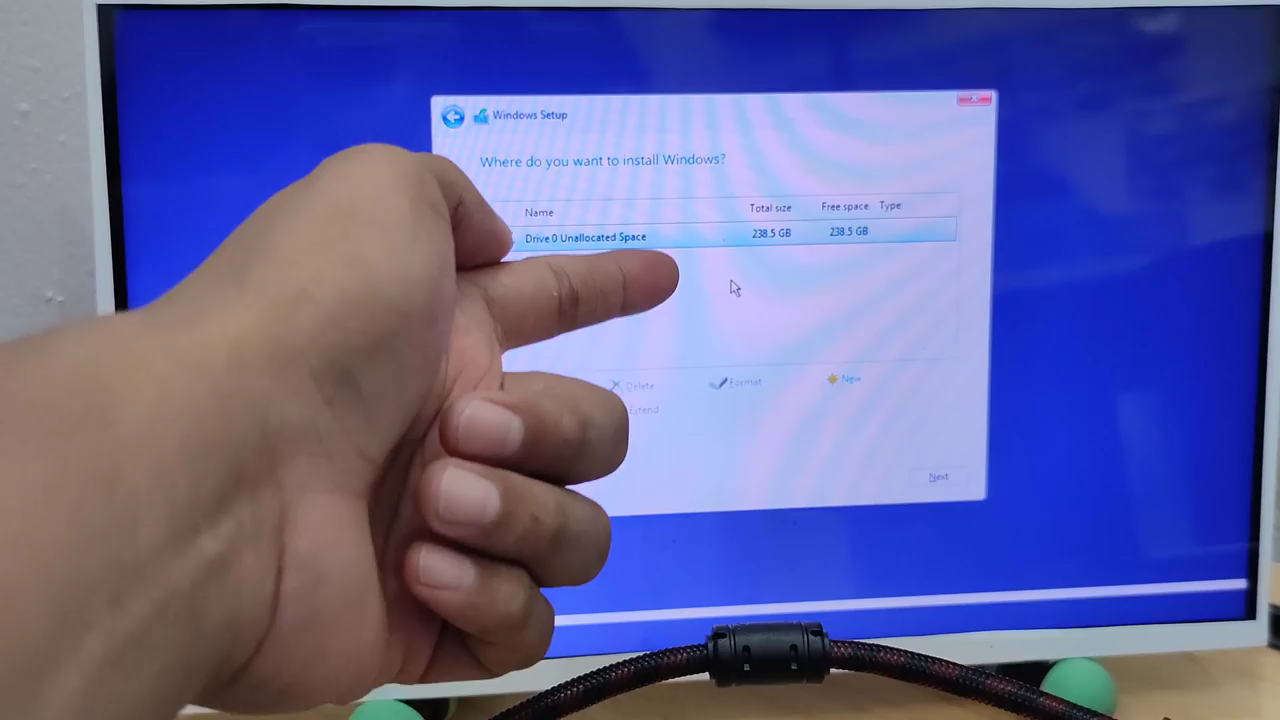 Windows Setup
Where do you want to install Windows?
Name Total size Free space Type
Drive 0 Unallocated Space 238.5 GB 238.5 GB
Delete Format New
Extend
Next